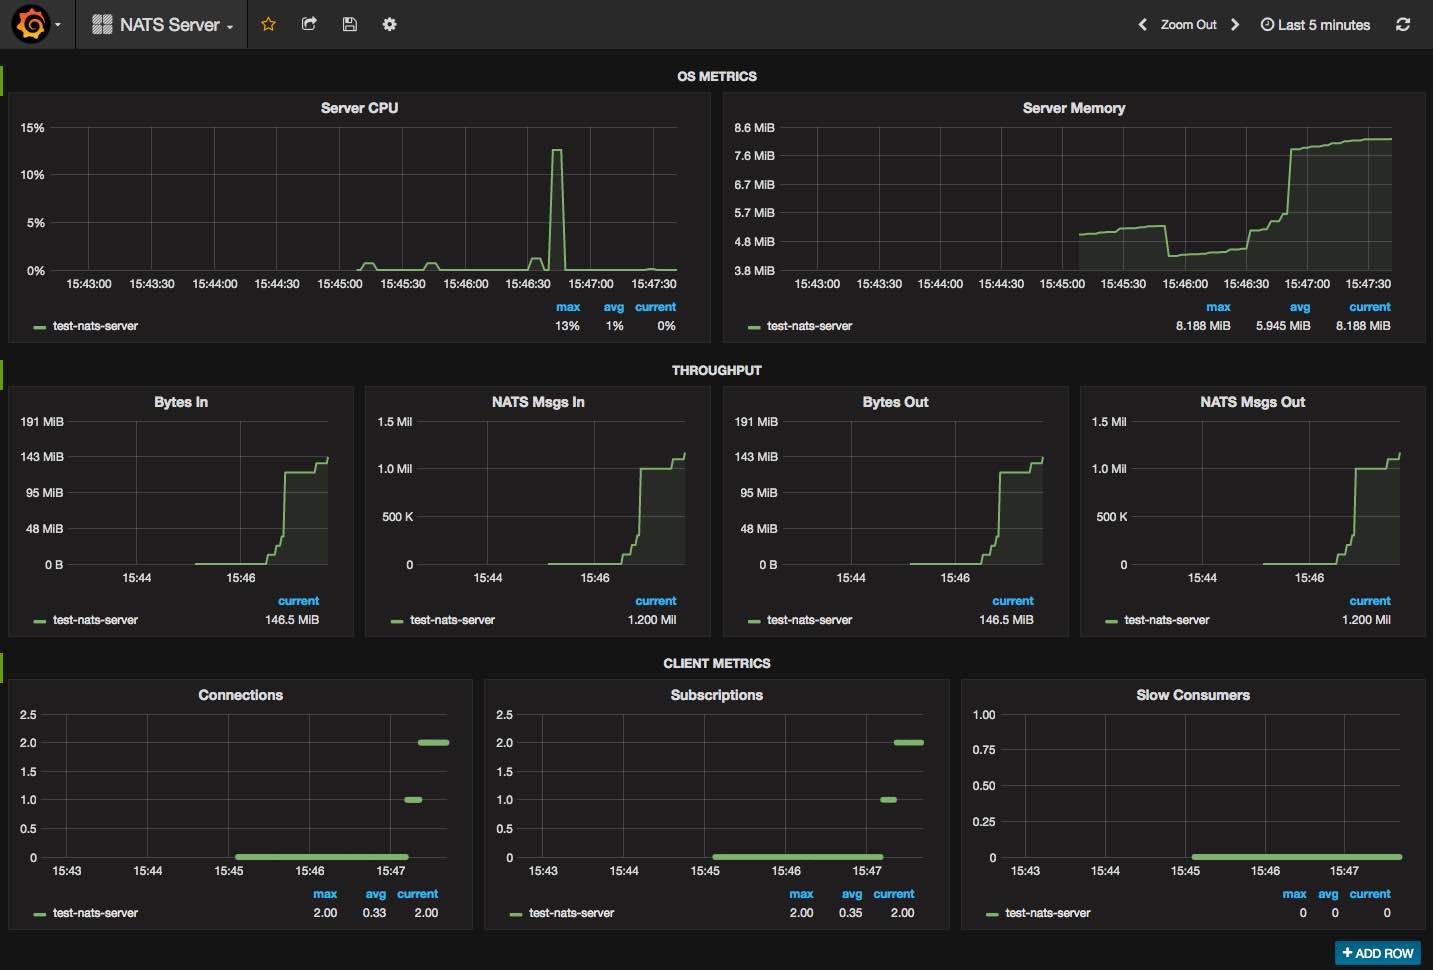 NATS Server
Zoom Out
Last 5 minutes
OS METRICS
Server CPU
15%
10%
5%
0%
15:43:00 15:43:30 15:44:00 15:44:30 15:45:00 15:45:30 15:46:00 15:46:30 15:47:00 15:47:30
max avg current
test-nats-server 13% 1% 0%
Server Memory
8.6 MiB
7.6 MiB
6.7 MiB
5.7 MiB
4.8 MiB
3.8 MiB
15:43:00 15:43:30 15:44:00 15:44:30 15:45:00 15:45:30 15:46:00 15:46:30 15:47:00 15:47:30
max avg current
test-nats-server 8.188 MiB 5.945 MiB 8.188 MiB
THROUGHPUT
Bytes In
191 MiB
143 MiB
95 MiB
48 MiB
0 B
15:44 15:46
current
test-nats-server 146.5 MiB
NATS Msgs In
1.5 Mil
1.0 Mil
500 K
0
15:44 15:46
current
test-nats-server 1.200 Mil
Bytes Out
191 MiB
143 MiB
95 MiB
48 MiB
0 B
15:44 15:46
current
test-nats-server 146.5 MiB
NATS Msgs Out
1.5 Mil
1.0 Mil
500 K
0
15:44 15:46
current
test-nats-server 1.200 Mil
CLIENT METRICS
Connections
2.5
2.0
1.5
1.0
0.5
0
15:43 15:44 15:45 15:46 15:47
max avg current
test-nats-server 2.00 0.33 2.00
Subscriptions
2.5
2.0
1.5
1.0
0.5
0
15:43 15:44 15:45 15:46 15:47
max avg current
test-nats-server 2.00 0.35 2.00
Slow Consumers
1.00
0.75
0.50
0.25
0
15:43 15:44 15:45 15:46 15:47
max avg current
test-nats-server 0 0 0
+ ADD ROW